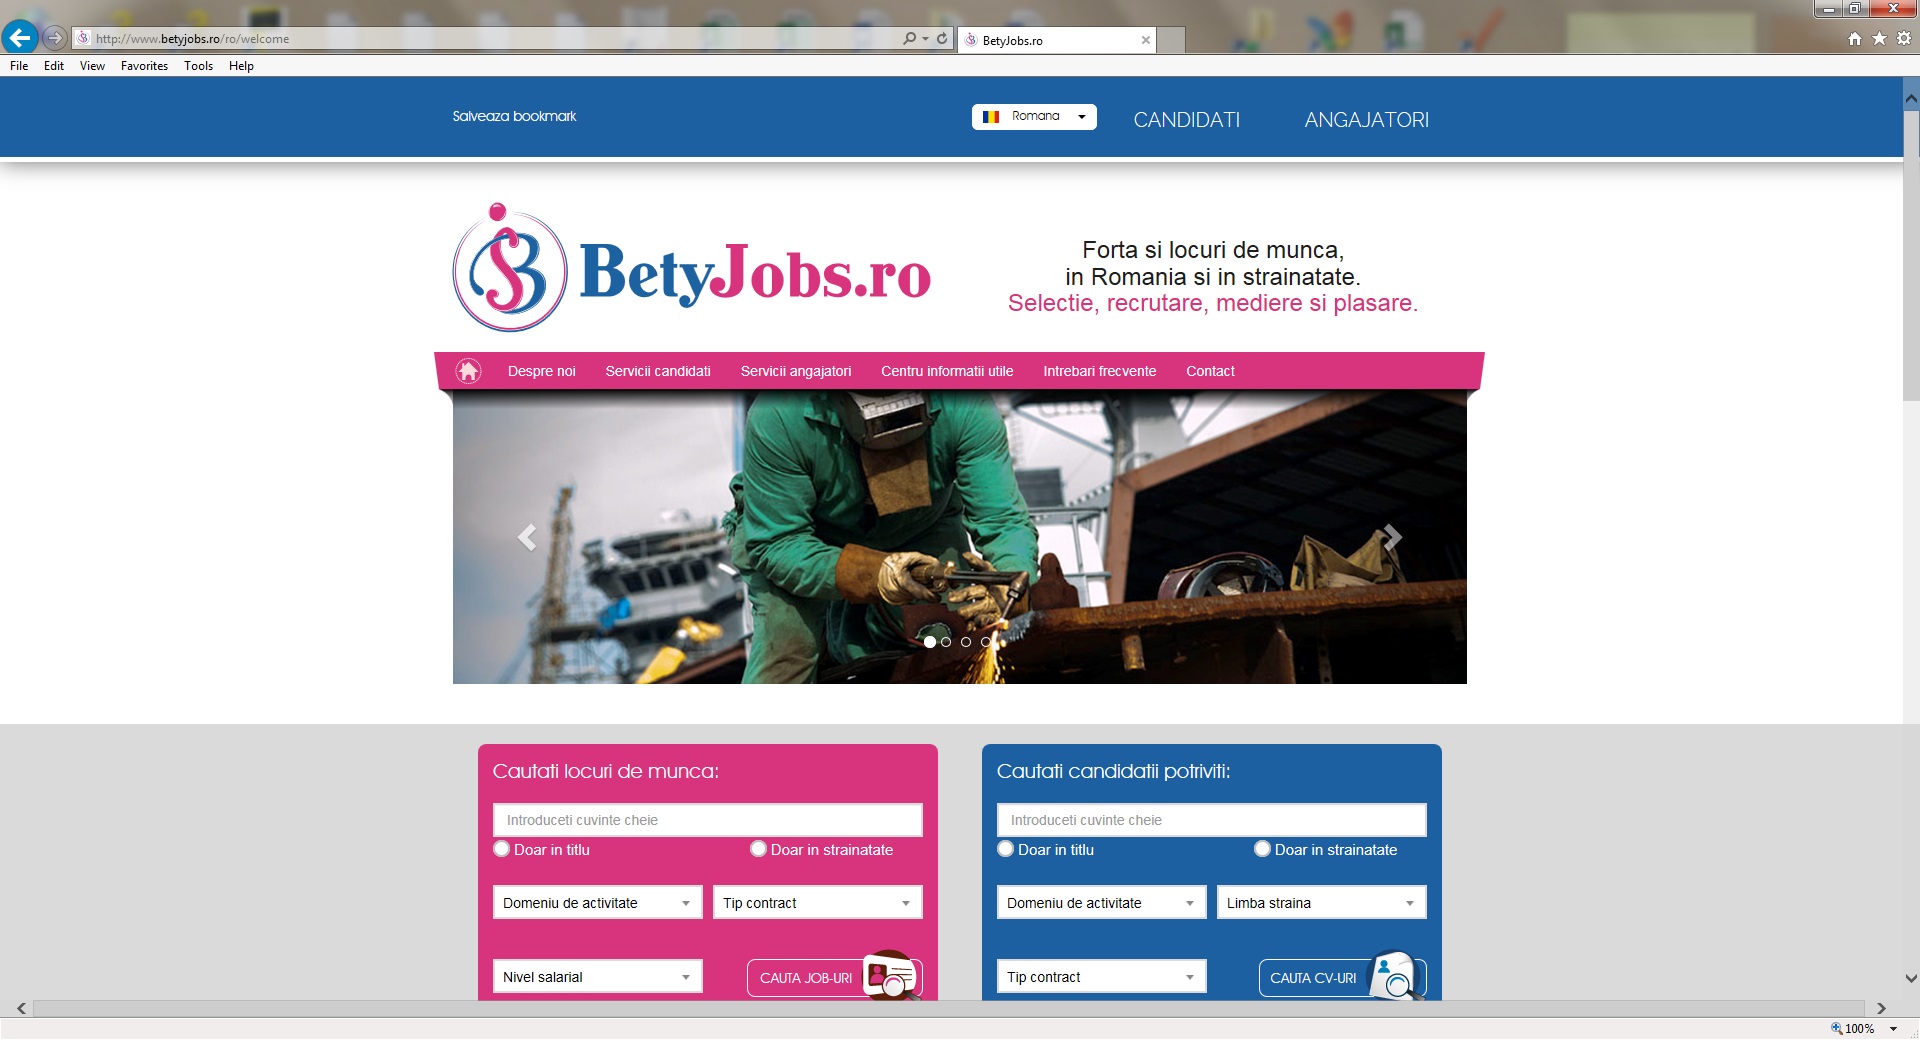 http://www.betyjobs.ro/ro/welcome
BetyJobs.ro
File Edit View Favorites Tools Help
Salveaza bookmark
Romana
CANDIDATI
ANGAJATORI
BetyJobs.ro
Forta si locuri de munca,
in Romania si in strainatate.
Selectie, recrutare, mediere si plasare.
Despre noi Servicii candidati Servicii angajatori Centru informatii utile Intrebari frecvente Contact
Cautati locuri de munca:
Introduceti cuvinte cheie
Doar in titlu Doar in strainatate
Domeniu de activitate Tip contract
Nivel salarial CAUTA JOB-URI
Cautati candidatii potriviti:
Introduceti cuvinte cheie
Doar in titlu Doar in strainatate
Domeniu de activitate Limba straina
Tip contract CAUTA CV-URI
100%